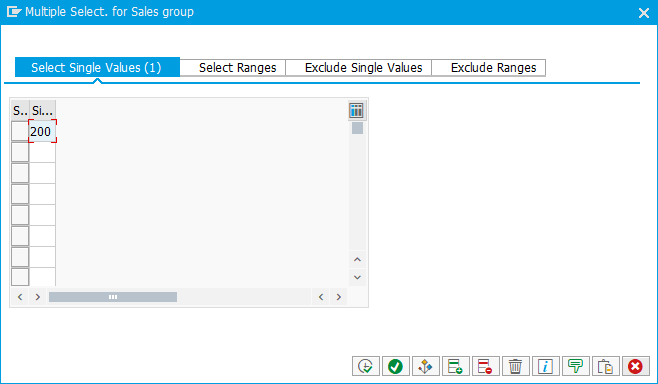 Multiple Select. for Sales group
Select Single Values (1) Select Ranges Exclude Single Values Exclude Ranges
S.. Si...
200